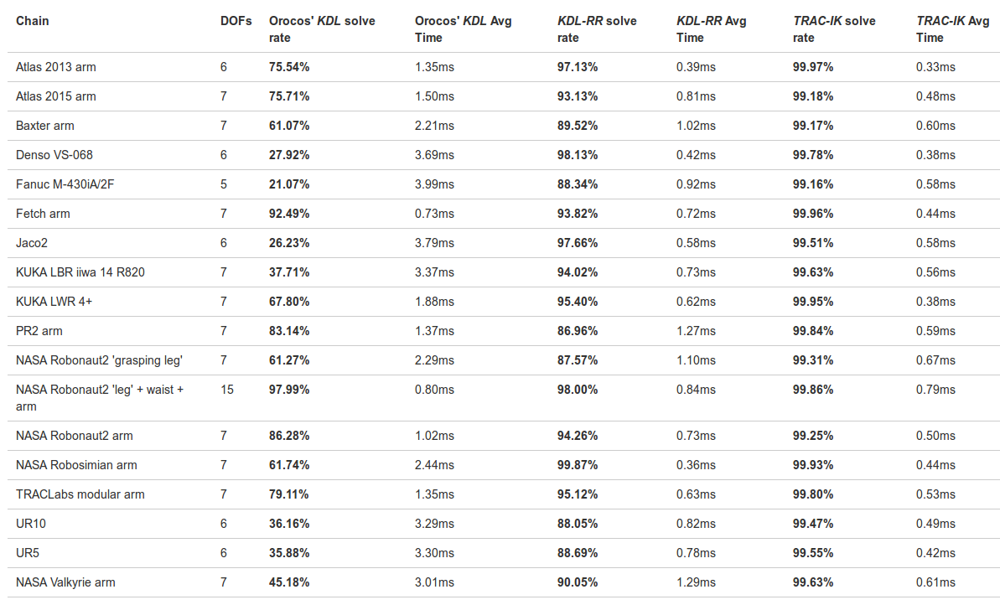 Chain DOFs Orocos' KDL solve rate Orocos' KDL Avg Time KDL-RR solve rate KDL-RR Avg Time TRAC-IK solve rate TRAC-IK Avg Time
Atlas 2013 arm 6 75.54% 1.35ms 97.13% 0.39ms 99.97% 0.33ms
Atlas 2015 arm 7 75.71% 1.50ms 93.13% 0.81ms 99.18% 0.48ms
Baxter arm 7 61.07% 2.21ms 89.52% 1.02ms 99.17% 0.60ms
Denso VS-068 6 27.92% 3.69ms 98.13% 0.42ms 99.78% 0.38ms
Fanuc M-430iA/2F 5 21.07% 3.99ms 88.34% 0.92ms 99.16% 0.58ms
Fetch arm 7 92.49% 0.73ms 93.82% 0.72ms 99.96% 0.44ms
Jaco2 6 26.23% 3.79ms 97.66% 0.58ms 99.51% 0.58ms
KUKA LBR iiwa 14 R820 7 37.71% 3.37ms 94.02% 0.73ms 99.63% 0.56ms
KUKA LWR 4+ 7 67.80% 1.88ms 95.40% 0.62ms 99.95% 0.38ms
PR2 arm 7 83.14% 1.37ms 86.96% 1.27ms 99.84% 0.59ms
NASA Robonaut2 'grasping leg' 7 61.27% 2.29ms 87.57% 1.10ms 99.31% 0.67ms
NASA Robonaut2 'leg' + waist + arm 15 97.99% 0.80ms 98.00% 0.84ms 99.86% 0.79ms
NASA Robonaut2 arm 7 86.28% 1.02ms 94.26% 0.73ms 99.25% 0.50ms
NASA Robosimian arm 7 61.74% 2.44ms 99.87% 0.36ms 99.93% 0.44ms
TRACLabs modular arm 7 79.11% 1.35ms 95.12% 0.63ms 99.80% 0.53ms
UR10 6 36.16% 3.29ms 88.05% 0.82ms 99.47% 0.49ms
UR5 6 35.88% 3.30ms 88.69% 0.78ms 99.55% 0.42ms
NASA Valkyrie arm 7 45.18% 3.01ms 90.05% 1.29ms 99.63% 0.61ms